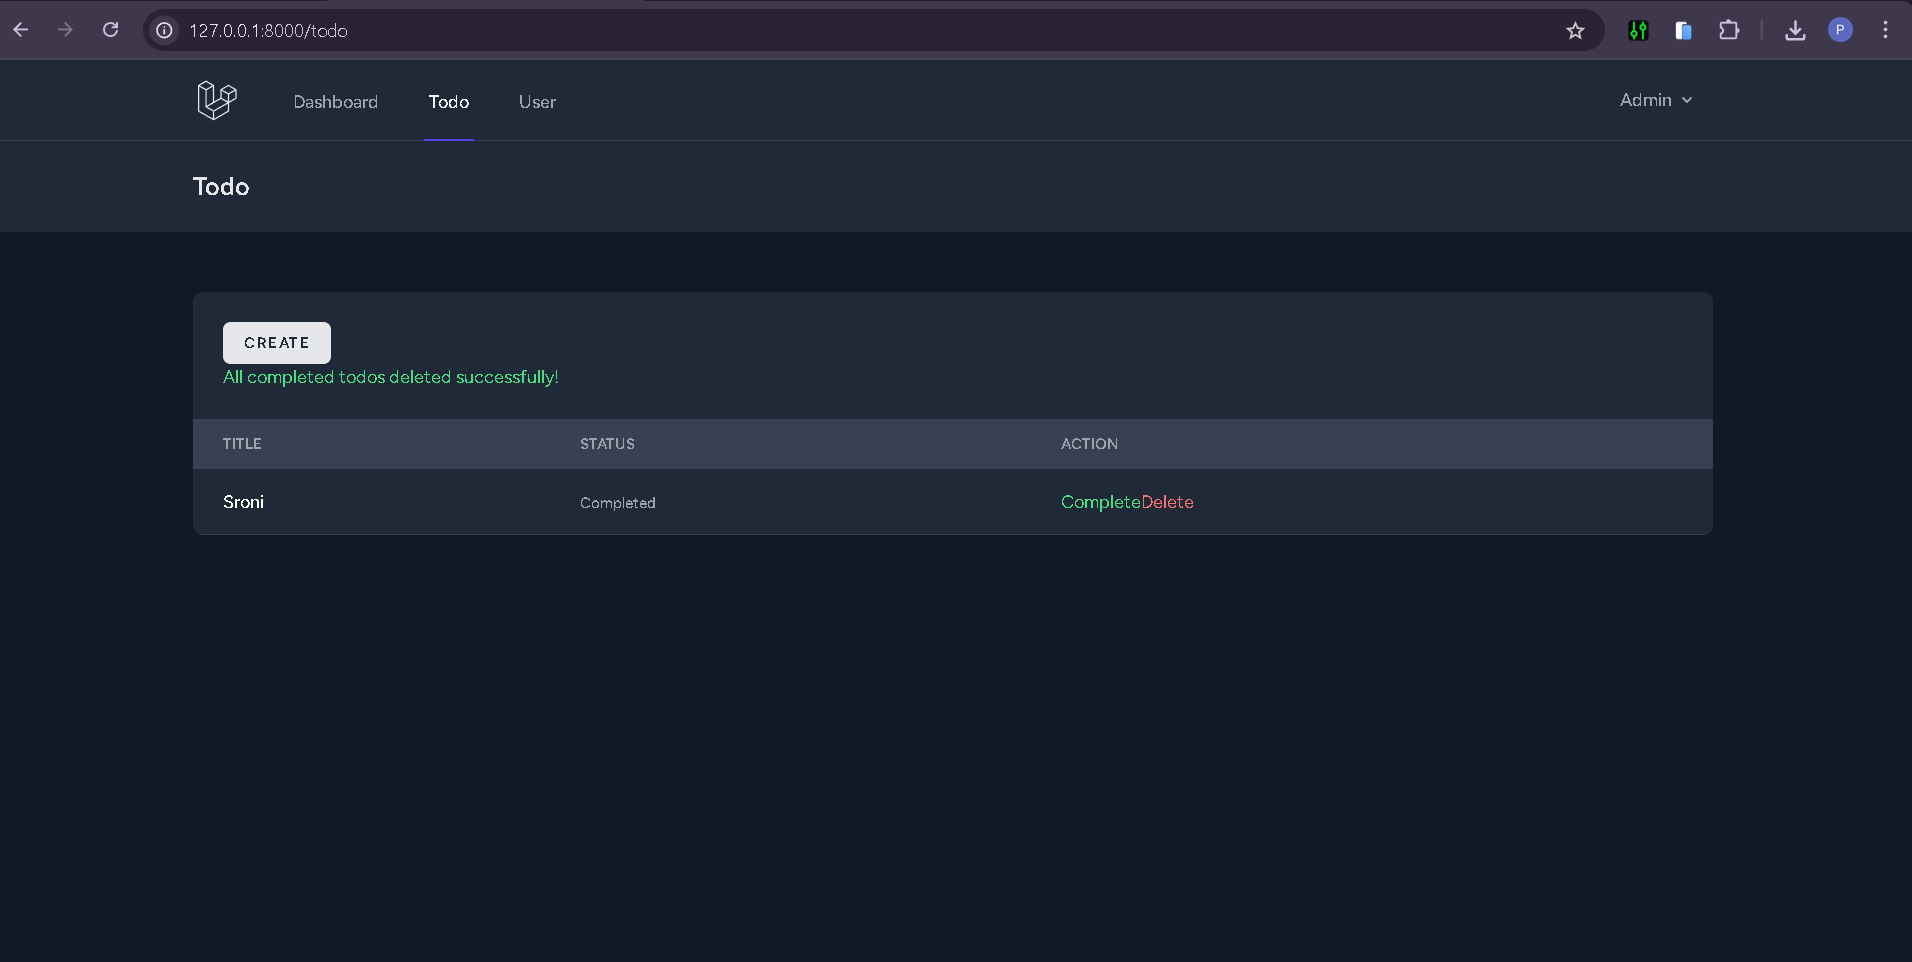 127.0.0.1:8000/todo
P
Dashboard Todo User Admin
Todo
CREATE
All completed todos deleted successfully!
TITLE STATUS ACTION
Sroni Completed CompleteDelete